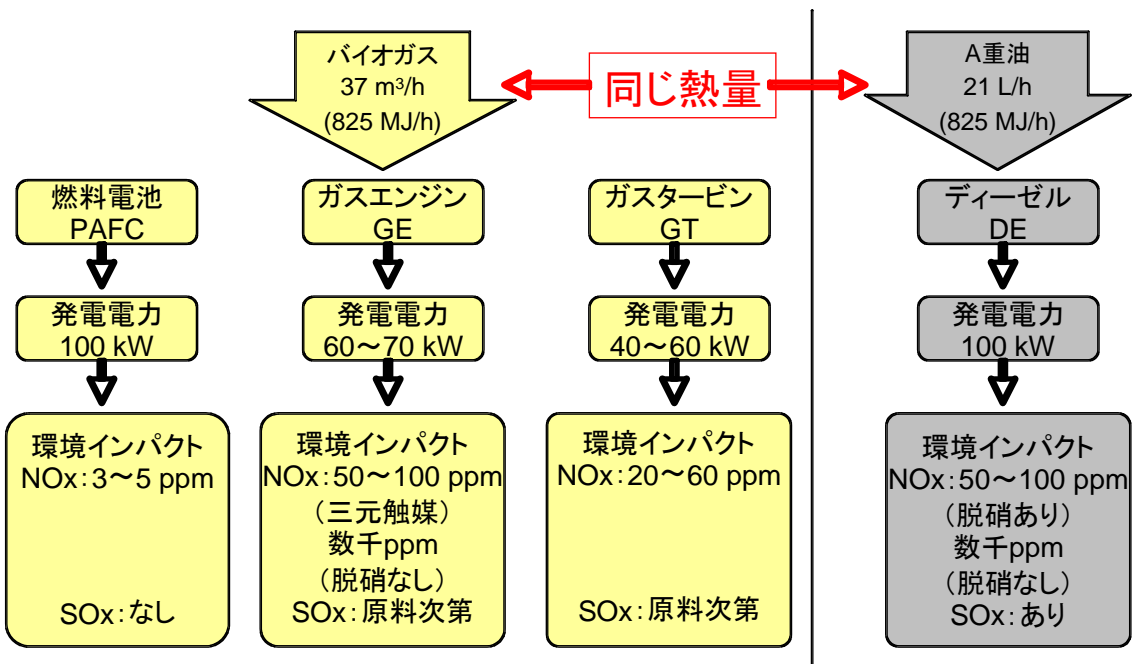 バイオガス
37 m³/h
(825 MJ/h)
同じ熱量
A重油
21 L/h
(825 MJ/h)
燃料電池
PAFC
ガスエンジン
GE
ガスタービン
GT
ディーゼル
DE
発電電力
100 kW
発電電力
60～70 kW
発電電力
40～60 kW
発電電力
100 kW
環境インパクト
NOx:3～5 ppm
SOx:なし
環境インパクト
NOx:50～100 ppm
（三元触媒）
数千ppm
（脱硝なし）
SOx:原料次第
環境インパクト
NOx:20～60 ppm
SOx:原料次第
環境インパクト
NOx:50～100 ppm
（脱硝あり）
数千ppm
（脱硝なし）
SOx:あり